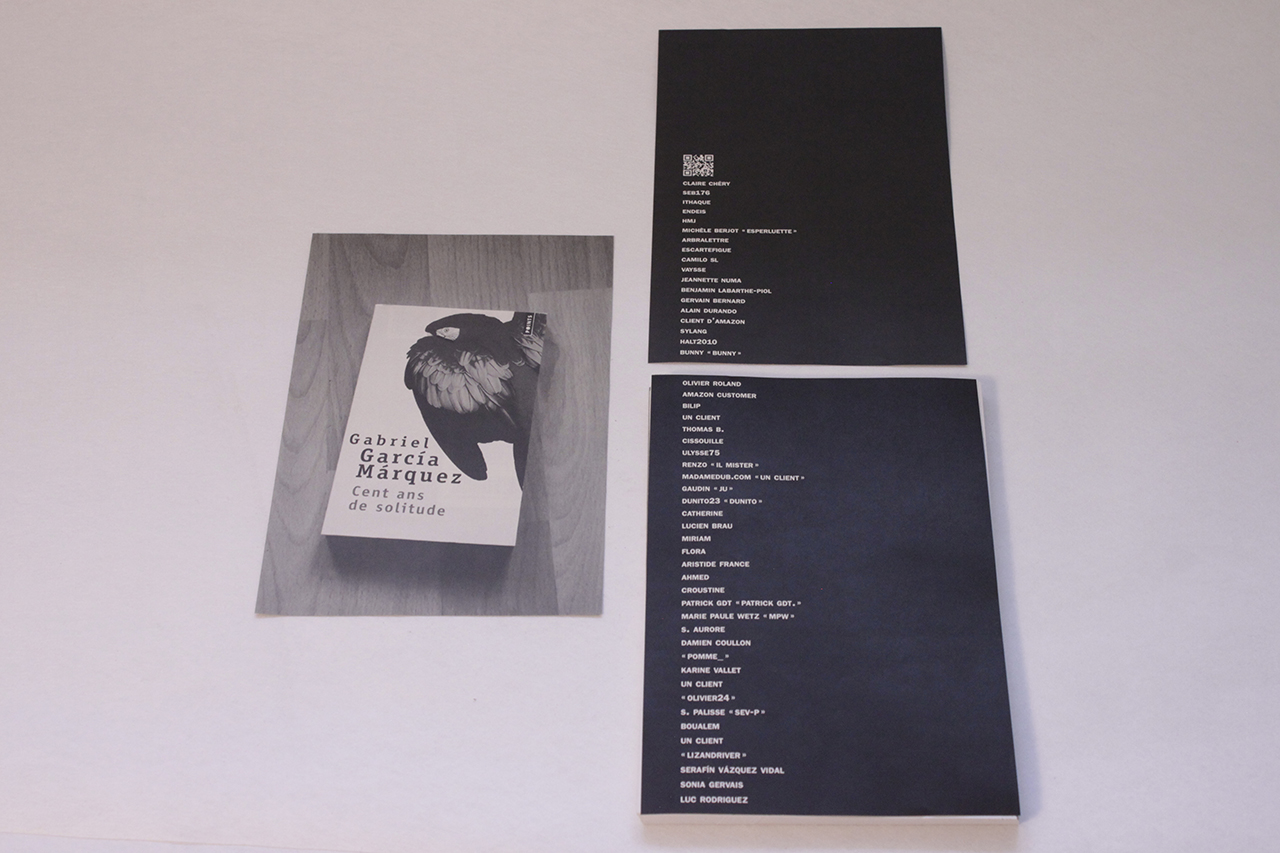 POINTS
Gabriel
García
Márquez
Cent ans
de solitude
CLAIRE CHÉRY
SEB176
ITHAQUE
ENDEIS
HMJ
MICHÈLE BERJOT « ESPERLUETTE »
ARBRALETTRE
ESCARTEFIGUE
CAMILO SL
VAYSSE
JEANNETTE NUMA
BENJAMIN LABARTHE-PIOL
GERVAIN BERNARD
ALAIN DURANDO
CLIENT D'AMAZON
SYLANG
HALT2010
BUNNY « BUNNY »
OLIVIER ROLAND
AMAZON CUSTOMER
BILIP
UN CLIENT
THOMAS B.
CISSOUILLE
ULYSSE75
RENZO « IL MISTER »
MADAMEDUB.COM « UN CLIENT »
GAUDIN « JU »
DUNITO23 « DUNITO »
CATHERINE
LUCIEN BRAU
MIRIAM
FLORA
ARISTIDE FRANCE
AHMED
CROUSTINE
PATRICK GDT « PATRICK GDT. »
MARIE PAULE WETZ « MPW »
S. AURORE
DAMIEN COULLON
« POMME_ »
KARINE VALLET
UN CLIENT
« OLIVIER24 »
S. PALISSE « SEV-P »
BOUALEM
UN CLIENT
« LIZANDRIVER »
SERAFÍN VÁZQUEZ VIDAL
SONIA GERVAIS
LUC RODRIGUEZ